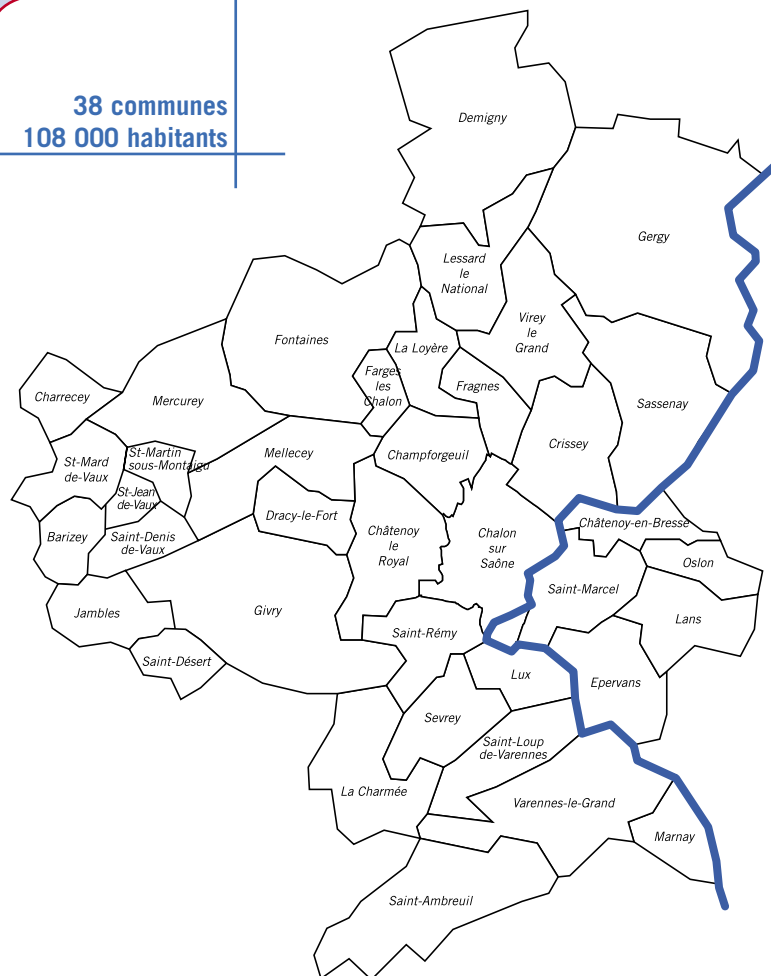 38 communes
108 000 habitants
Demigny
Gergy
Lessard
le
National
Virey
le
Grand
Fontaines
La Loyère
Farges
les
Chalon
Fragnes
Charrecey
Mercurey
Sassenay
Crissey
St-Martin
sous-Montaigu
Mellecey
Champforgeuil
St-Mard
de-Vaux
St-Jean
de-Vaux
Dracy-le-Fort
Châtenoy
le
Royal
Chalon
sur
Saône
Châtenoy-en-Bresse
Barizey
Saint-Denis
de-Vaux
Oslon
Saint-Marcel
Jambles
Givry
Saint-Rémy
Lans
Saint-Désert
Lux
Epervans
Sevrey
Saint-Loup
de-Varennes
La Charmée
Varennes-le-Grand
Marnay
Saint-Ambreuil